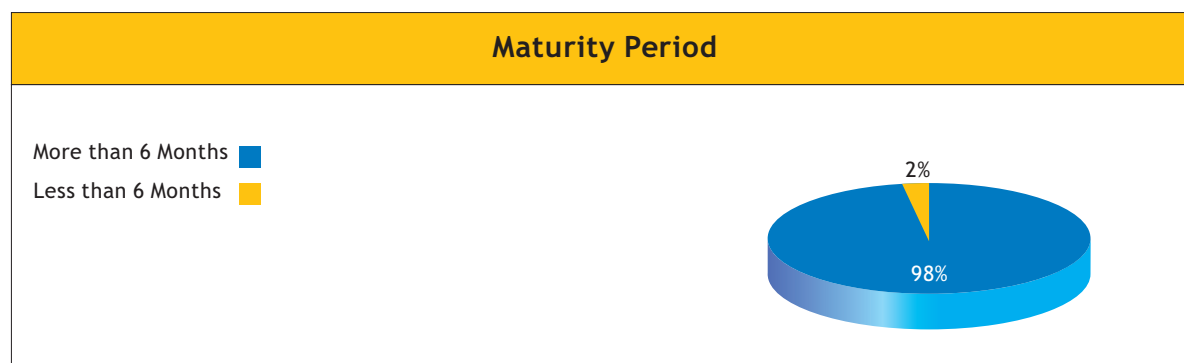 Maturity Period
More than 6 Months
Less than 6 Months
2%
98%